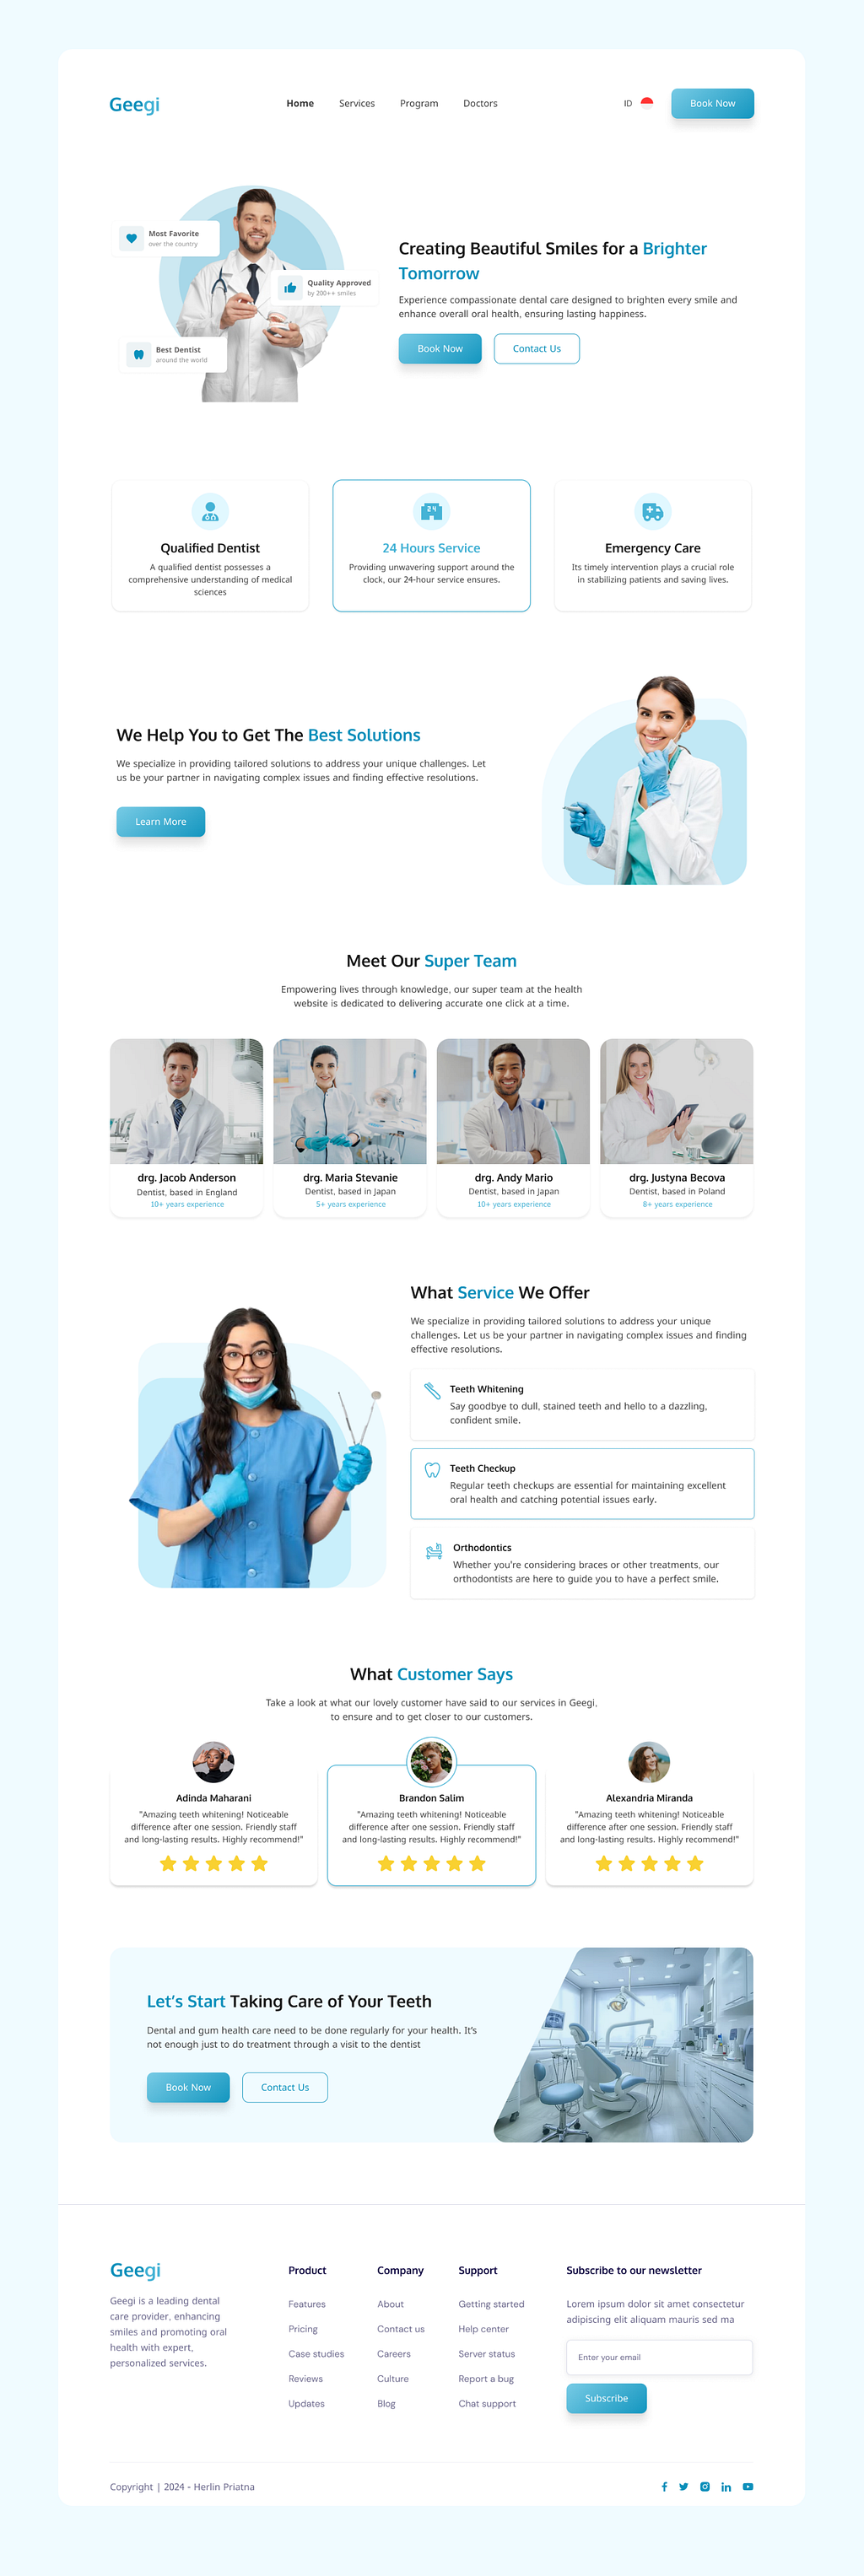 Geegi
Home Services Program Doctors
ID
Book Now
Most Favorite
over the country
Quality Approved
by 200++ smiles
Best Dentist
around the world
Creating Beautiful Smiles for a Brighter
Tomorrow
Experience compassionate dental care designed to brighten every smile and
enhance overall oral health, ensuring lasting happiness.
Book Now
Contact Us
Qualified Dentist
A qualified dentist possesses a
comprehensive understanding of medical
sciences
24
24 Hours Service
Providing unwavering support around the
clock, our 24-hour service ensures.
Emergency Care
Its timely intervention plays a crucial role
in stabilizing patients and saving lives.
We Help You to Get The Best Solutions
We specialize in providing tailored solutions to address your unique challenges. Let
us be your partner in navigating complex issues and finding effective resolutions.
Learn More
Meet Our Super Team
Empowering lives through knowledge, our super team at the health
website is dedicated to delivering accurate one click at a time.
drg. Jacob Anderson
Dentist, based in England
10+ years experience
drg. Maria Stevanie
Dentist, based in Japan
5+ years experience
drg. Andy Mario
Dentist, based in Japan
10+ years experience
drg. Justyna Becova
Dentist, based in Poland
8+ years experience
What Service We Offer
We specialize in providing tailored solutions to address your unique
challenges. Let us be your partner in navigating complex issues and finding
effective resolutions.
Teeth Whitening
Say goodbye to dull, stained teeth and hello to a dazzling,
confident smile.
Teeth Checkup
Regular teeth checkups are essential for maintaining excellent
oral health and catching potential issues early.
Orthodontics
Whether you're considering braces or other treatments, our
orthodontists are here to guide you to have a perfect smile.
What Customer Says
Take a look at what our lovely customer have said to our services in Geegi,
to ensure and to get closer to our customers.
Adinda Maharani
"Amazing teeth whitening! Noticeable
difference after one session. Friendly staff
and long-lasting results. Highly recommend!"
Brandon Salim
"Amazing teeth whitening! Noticeable
difference after one session. Friendly staff
and long-lasting results. Highly recommend!"
Alexandria Miranda
"Amazing teeth whitening! Noticeable
difference after one session. Friendly staff
and long-lasting results. Highly recommend!"
Let's Start Taking Care of Your Teeth
Dental and gum health care need to be done regularly for your health. It's
not enough just to do treatment through a visit to the dentist
Book Now
Contact Us
Geegi
Geegi is a leading dental
care provider, enhancing
smiles and promoting oral
health with expert,
personalized services.
Product
Features
Pricing
Case studies
Reviews
Updates
Company
About
Contact us
Careers
Culture
Blog
Support
Getting started
Help center
Server status
Report a bug
Chat support
Subscribe to our newsletter
Lorem ipsum dolor sit amet consectetur
adipiscing elit aliquam mauris sed ma
Enter your email
Subscribe
Copyright | 2024 - Herlin Priatna